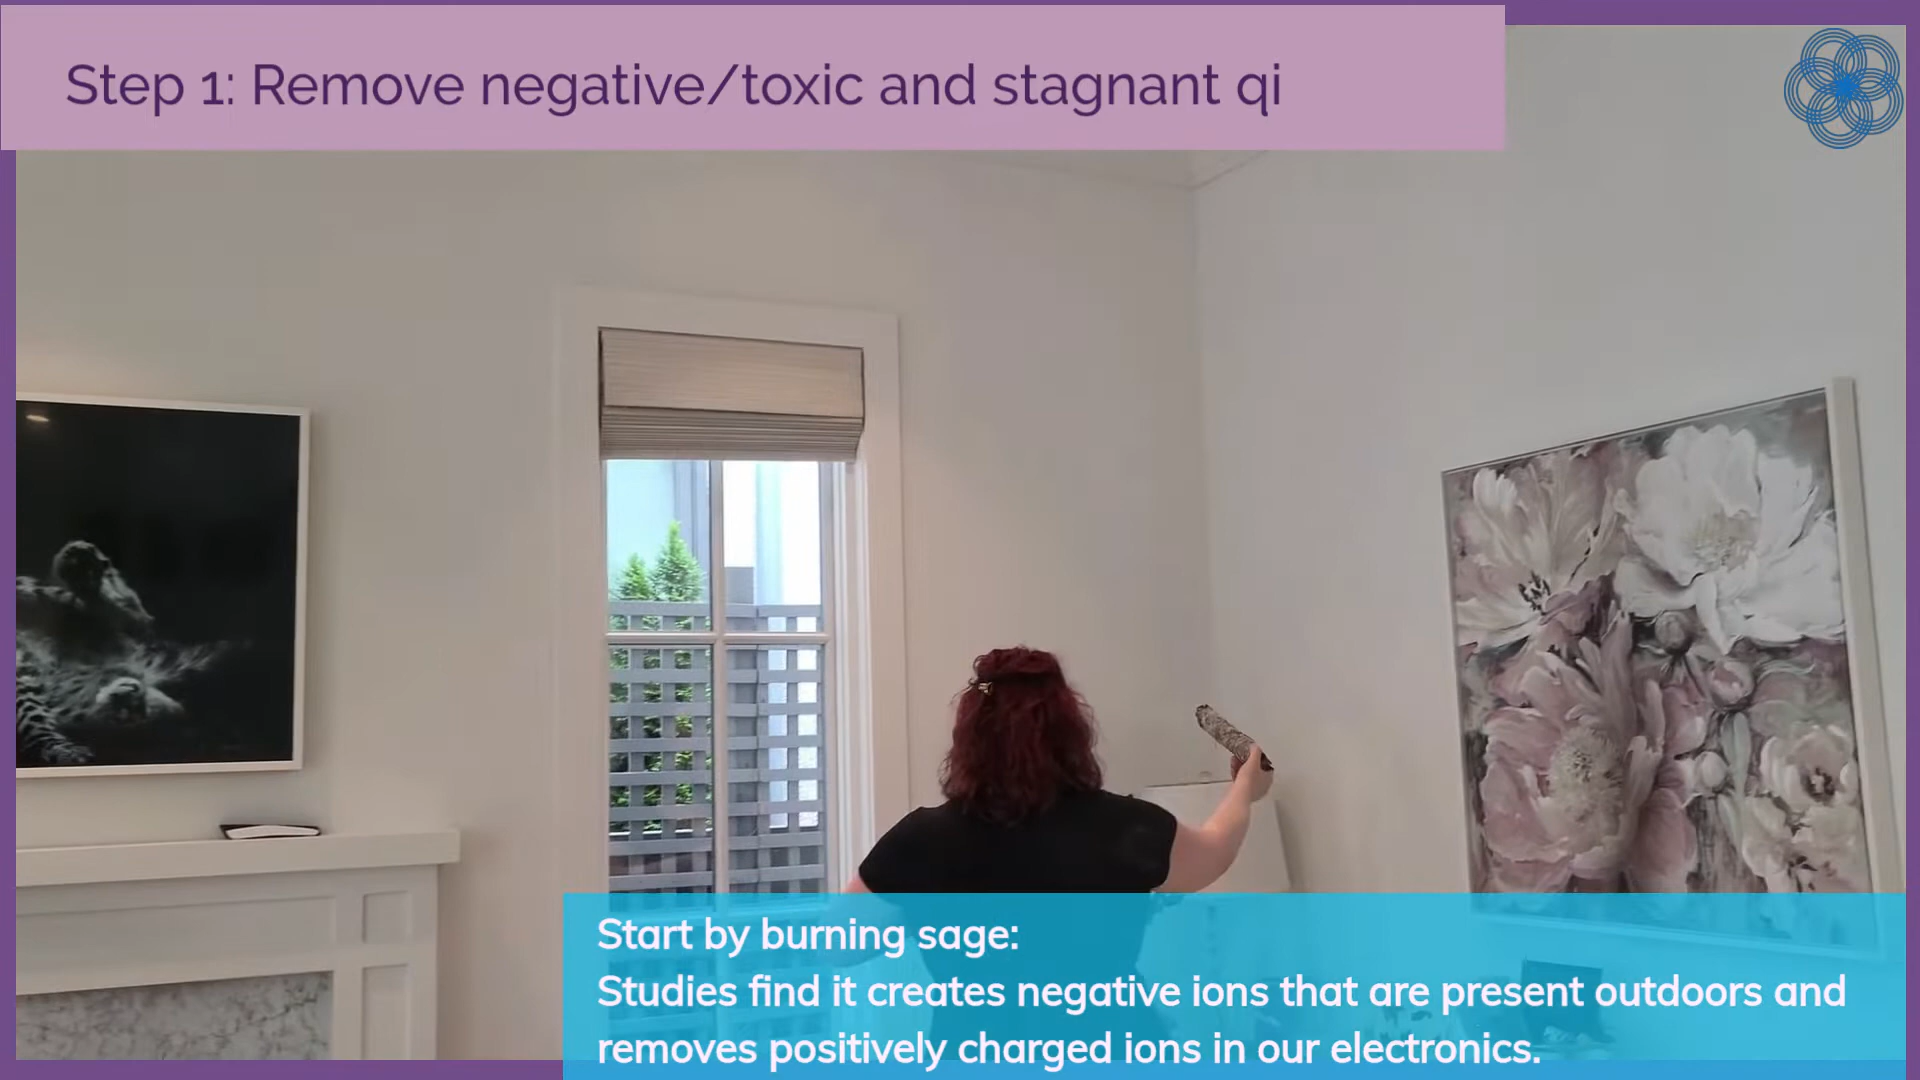 Step 1: Remove negative/toxic and stagnant qi
Start by burning sage:
Studies find it creates negative ions that are present outdoors and
removes positively charged ions in our electronics.